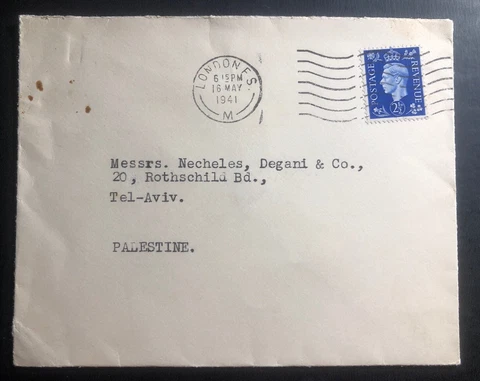 LONDON E.S
6 15PM
16 MAY
1941
M
POSTAGE
REVENUE
2½D
Messrs. Necheles, Degani & Co.,
20, Rothschild Bd.,
Tel-Aviv.
PALESTINE.